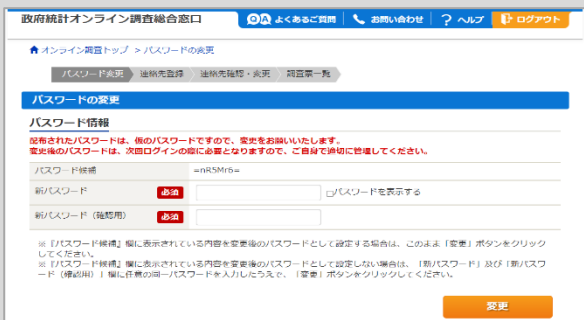 政府統計オンライン調査総合窓口
Q&A よくあるご質問
お問い合わせ
? ヘルプ
ログアウト
オンライン調査トップ > パスワードの変更
パスワード変更 連絡先登録 連絡先確認・変更 調査票一覧
パスワードの変更
パスワード情報
配布されたパスワードは、仮のパスワードですので、変更をお願いいたします。
変更後のパスワードは、次回ログインの際に必要となりますので、ご自身で適切に管理してください。
パスワード候補 =nR5Mr6=
新パスワード 必須 パスワードを表示する
新パスワード（確認用） 必須
※『パスワード候補』欄に表示されている内容を変更後のパスワードとして設定する場合は、このまま「変更」ボタンをクリック
してください。
※『パスワード候補』欄に表示されている内容を変更後のパスワードとして設定しない場合は、「新パスワード」及び「新パスワ
ード（確認用）」欄に任意の同一パスワードを入力したうえで、「変更」ボタンをクリックしてください。
変更